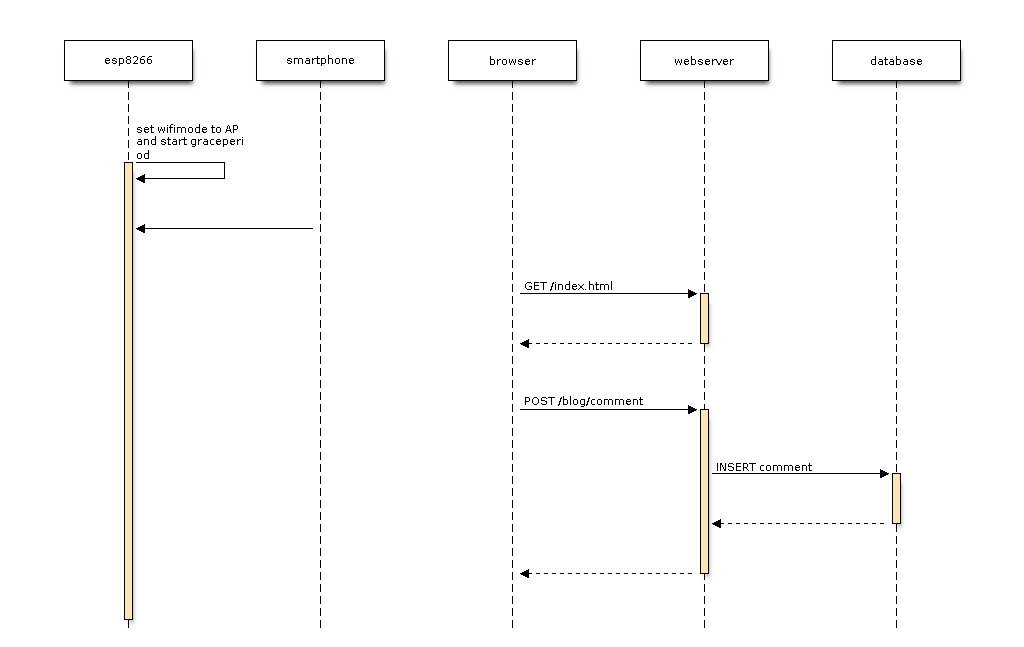 esp8266
smartphone
browser
webserver
database
set wifimode to AP
and start graceperi
od
GET /index.html
POST /blog/comment
INSERT comment